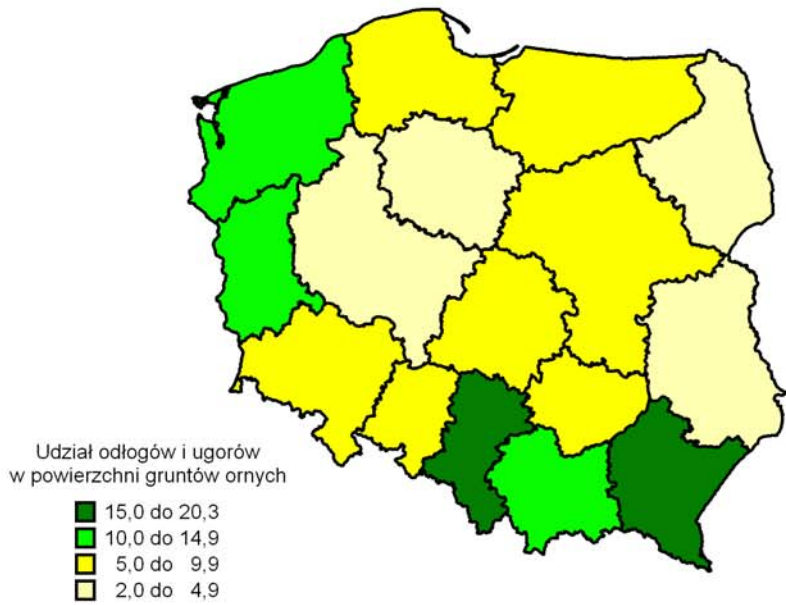 Udział odłogów i ugorów
w powierzchni gruntów ornych
15,0 do 20,3
10,0 do 14,9
5,0 do 9,9
2,0 do 4,9